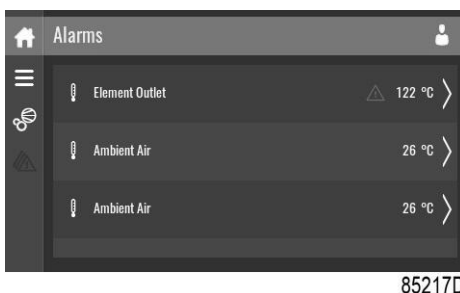 Alarms
Element Outlet 122 °C
Ambient Air 26 °C
Ambient Air 26 °C
85217D